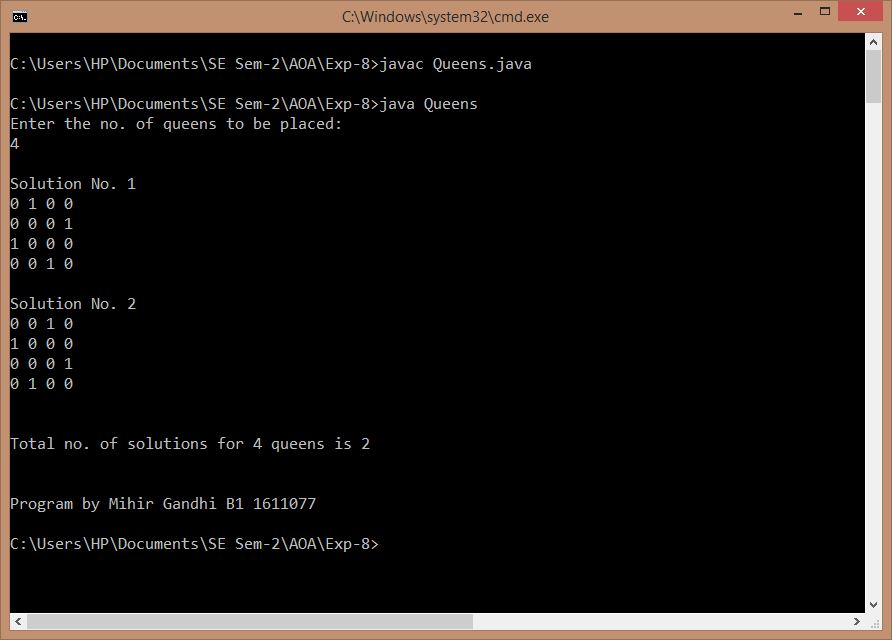 C:\Windows\system32\cmd.exe
C:\Users\HP\Documents\SE Sem-2\AOA\Exp-8>javac Queens.java
C:\Users\HP\Documents\SE Sem-2\AOA\Exp-8>java Queens
Enter the no. of queens to be placed:
4
Solution No. 1
0 1 0 0
0 0 0 1
1 0 0 0
0 0 1 0
Solution No. 2
0 0 1 0
1 0 0 0
0 0 0 1
0 1 0 0
Total no. of solutions for 4 queens is 2
Program by Mihir Gandhi B1 1611077
C:\Users\HP\Documents\SE Sem-2\AOA\Exp-8>